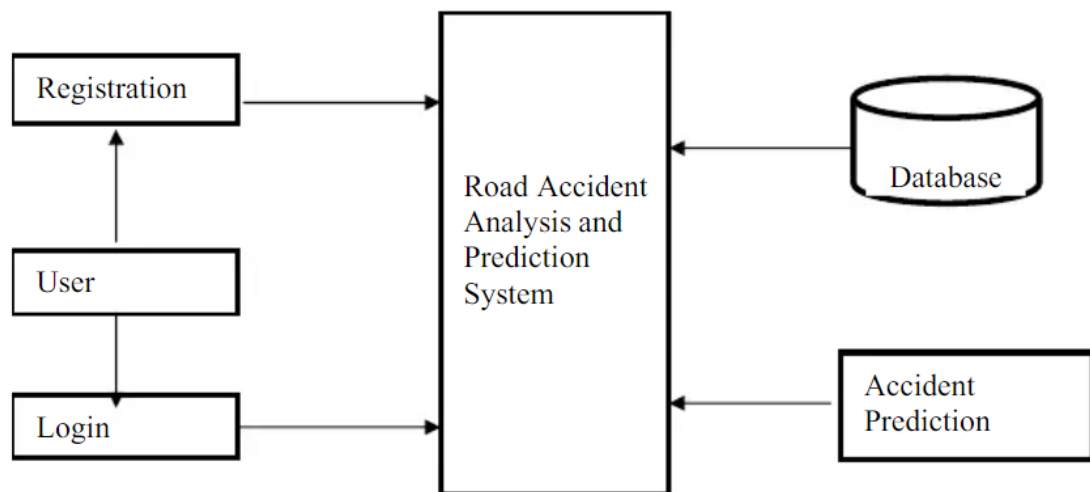 Registration
User
Login
Road Accident
Analysis and
Prediction
System
Database
Accident
Prediction